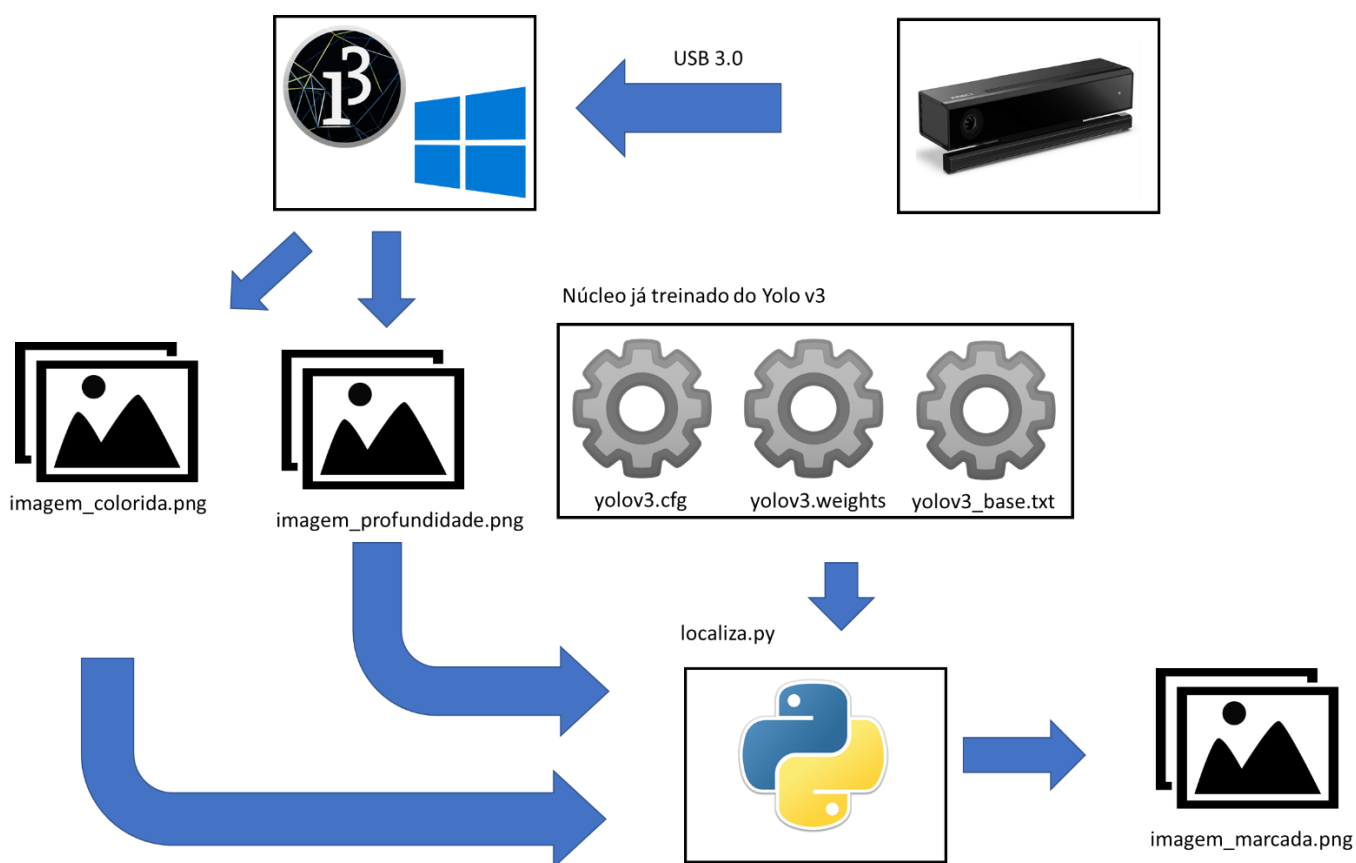 USB 3.0
Núcleo já treinado do Yolo v3
yolov3.cfg
yolov3.weights
yolov3_base.txt
imagem_colorida.png
imagem_profundidade.png
localiza.py
imagem_marcada.png